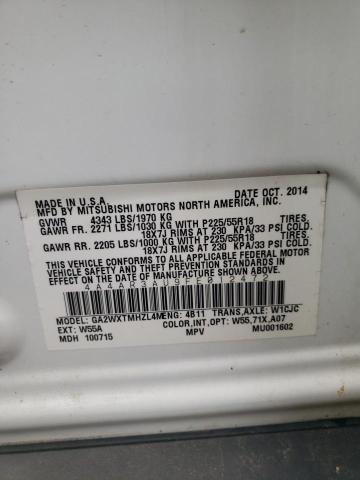 MADE IN U.S.A. DATE OCT. 2014
MFD BY MITSUBISHI MOTORS NORTH AMERICA, INC.
GVWR 4343 LBS/1970 KG
GAWR FR. 2271 LBS/1030 KG WITH P225/55R18 TIRES,
18X7J RIMS AT 230 KPA/33 PSI COLD.
GAWR RR. 2205 LBS/1000 KG WITH P225/55R18 TIRES,
18X7J RIMS AT 230 KPA/33 PSI COLD.
THIS VEHICLE CONFORMS TO ALL APPLICABLE FEDERAL MOTOR
VEHICLE SAFETY, BUMPER AND THEFT PREVENTION STANDARDS IN
EFFECT ON THE DATE OF MANUFACTURE SHOWN ABOVE.
4A4AR3AU9FE012472
MODEL: GA2WXTMHZL4M ENG: 4B11 TRANS,AXLE: W1CJC
EXT: W55A COLOR,INT,OPT: W55,71X,A07
MDH 100715 MPV MU001602